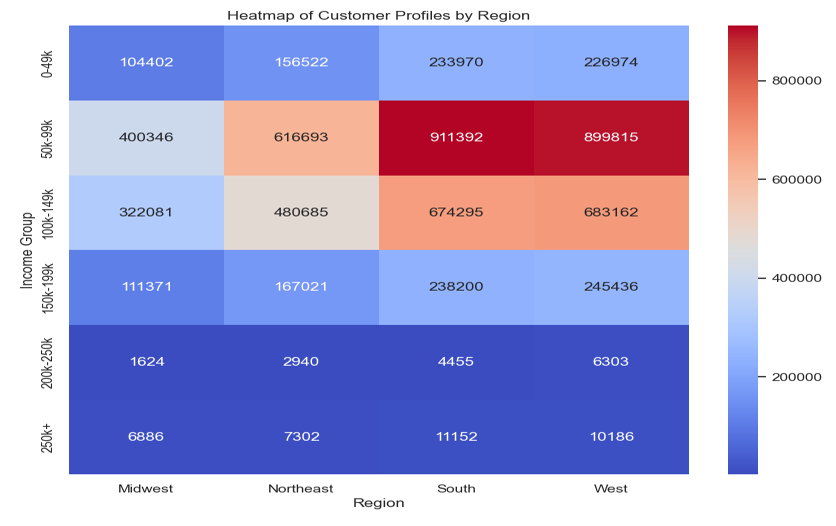 Heatmap of Customer Profiles by Region
Income Group
0-49k
104402 156522 233970 226974
50k-99k
400346 616693 911392 899815
100k-149k
322081 480685 674295 683162
150k-199k
111371 167021 238200 245436
200k-250k
1624 2940 4455 6303
250k+
6886 7302 11152 10186
Midwest Northeast South West
Region
800000
600000
400000
200000